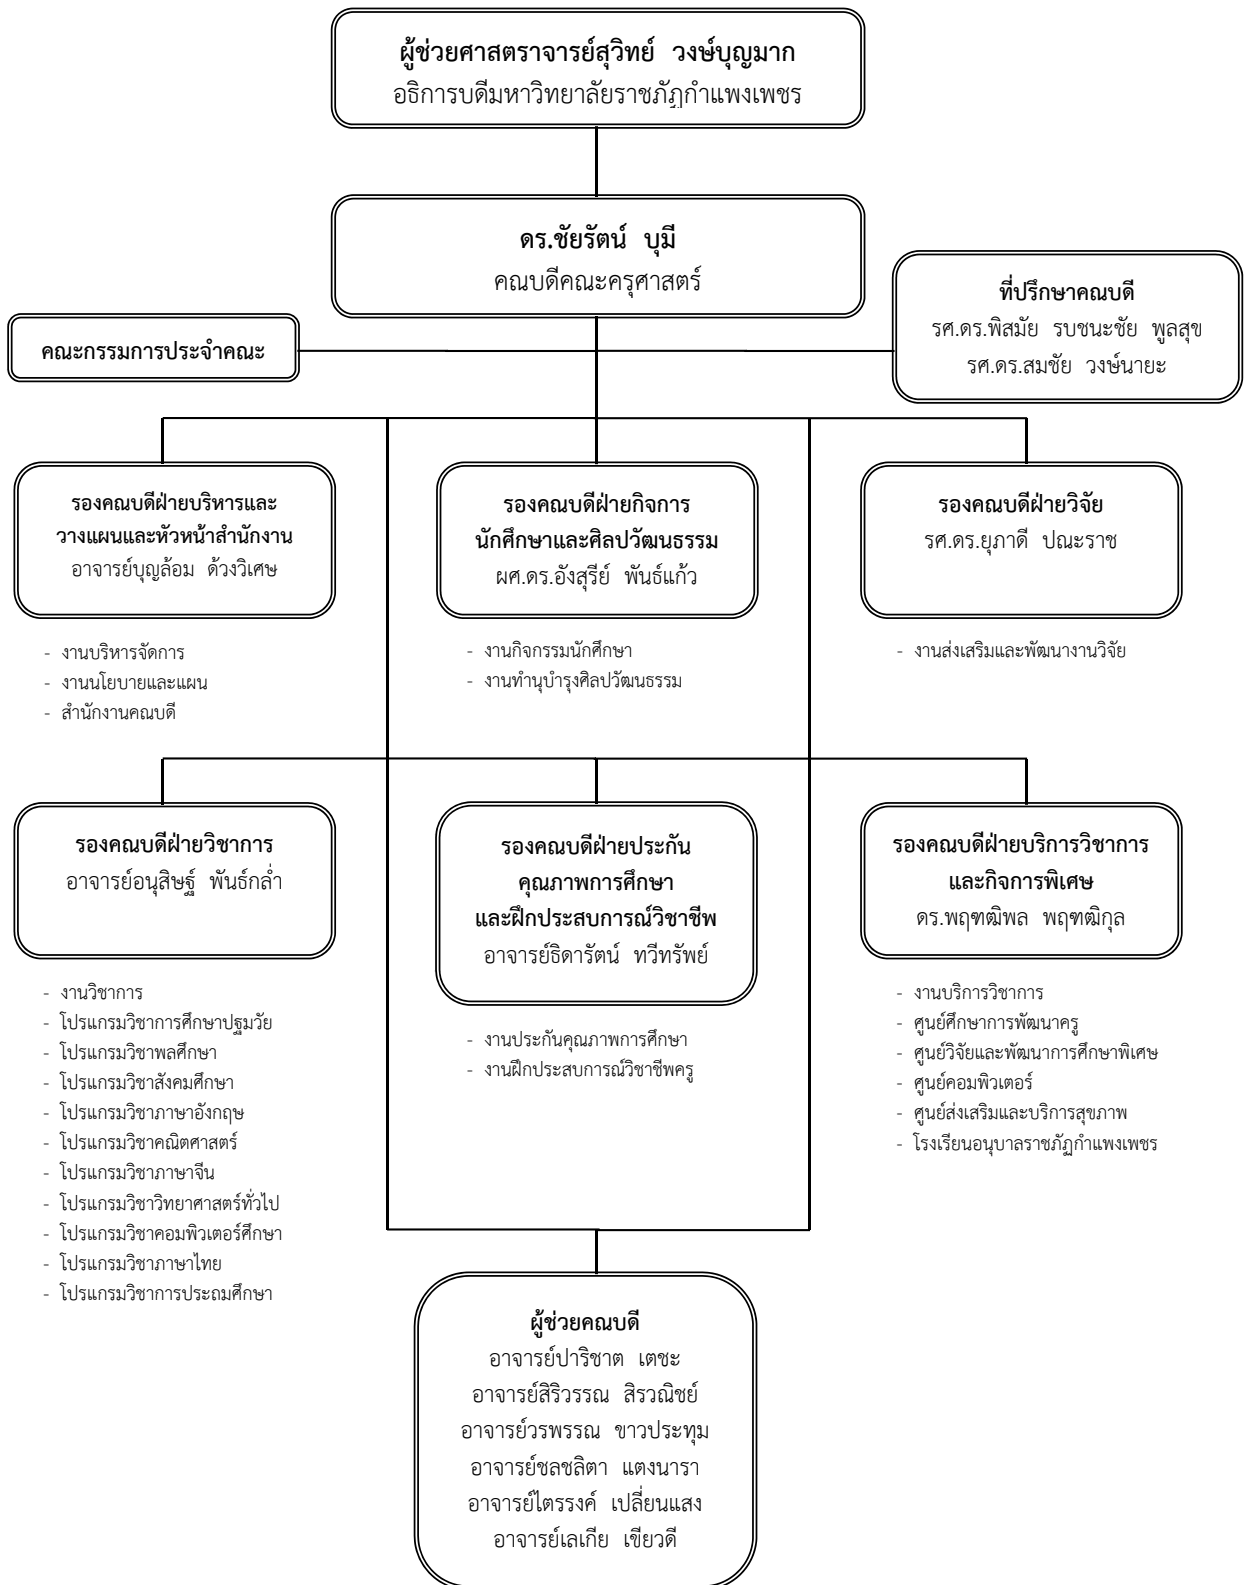 ผู้ช่วยศาสตราจารย์สุวิทย์ วงษ์บุญมาก
อธิการบดีมหาวิทยาลัยราชภัฏกำแพงเพชร
ดร.ชัยรัตน์ บุมี
คณบดีคณะครุศาสตร์
ที่ปรึกษาคณบดี
รศ.ดร.พิสมัย รบชนะชัย พูลสุข
รศ.ดร.สมชัย วงษ์นายะ
คณะกรรมการประจำคณะ
รองคณบดีฝ่ายบริหารและ
วางแผนและหัวหน้าสำนักงาน
อาจารย์บุญล้อม ด้วงวิเศษ
- งานบริหารจัดการ
- งานนโยบายและแผน
- สำนักงานคณบดี
รองคณบดีฝ่ายกิจการ
นักศึกษาและศิลปวัฒนธรรม
ผศ.ดร.อังสุรีย์ พันธ์แก้ว
- งานกิจกรรมนักศึกษา
- งานทำนุบำรุงศิลปวัฒนธรรม
รองคณบดีฝ่ายวิจัย
รศ.ดร.ยุภาดี ปณะราช
- งานส่งเสริมและพัฒนางานวิจัย
รองคณบดีฝ่ายวิชาการ
อาจารย์อนุสิษฐ์ พันธ์กล่ำ
- งานวิชาการ
- โปรแกรมวิชาการศึกษาปฐมวัย
- โปรแกรมวิชาพลศึกษา
- โปรแกรมวิชาสังคมศึกษา
- โปรแกรมวิชาภาษาอังกฤษ
- โปรแกรมวิชาคณิตศาสตร์
- โปรแกรมวิชาภาษาจีน
- โปรแกรมวิชาวิทยาศาสตร์ทั่วไป
- โปรแกรมวิชาคอมพิวเตอร์ศึกษา
- โปรแกรมวิชาภาษาไทย
- โปรแกรมวิชาการประถมศึกษา
รองคณบดีฝ่ายประกัน
คุณภาพการศึกษา
และฝึกประสบการณ์วิชาชีพ
อาจารย์ธิดารัตน์ ทวีทรัพย์
- งานประกันคุณภาพการศึกษา
- งานฝึกประสบการณ์วิชาชีพครู
รองคณบดีฝ่ายบริการวิชาการ
และกิจการพิเศษ
ดร.พฤฑฒิพล พฤฑฒิกุล
- งานบริการวิชาการ
- ศูนย์ศึกษาการพัฒนาครู
- ศูนย์วิจัยและพัฒนาการศึกษาพิเศษ
- ศูนย์คอมพิวเตอร์
- ศูนย์ส่งเสริมและบริการสุขภาพ
- โรงเรียนอนุบาลราชภัฏกำแพงเพชร
ผู้ช่วยคณบดี
อาจารย์ปาริชาต เตชะ
อาจารย์สิริวรรณ สิรวณิชย์
อาจารย์วรพรรณ ขาวประทุม
อาจารย์ชลชลิตา แตงนารา
อาจารย์ไตรรงค์ เปลี่ยนแสง
อาจารย์เลเกีย เขียวดี